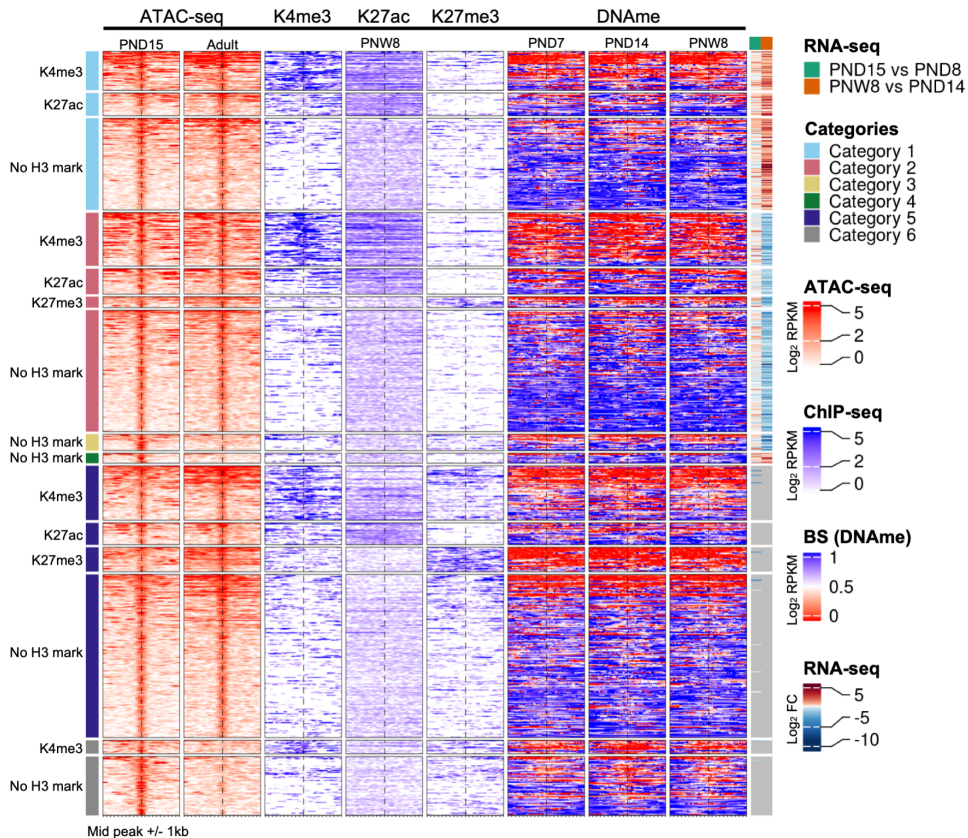 ATAC-seq K4me3 K27ac K27me3 DNAme
PND15 Adult PNW8 PND7 PND14 PNW8
K4me3
K27ac
No H3 mark
K4me3
K27ac
K27me3
No H3 mark
No H3 mark
No H3 mark
K4me3
K27ac
K27me3
No H3 mark
K4me3
No H3 mark
Mid peak +/- 1kb
RNA-seq
PND15 vs PND8
PNW8 vs PND14
Categories
Category 1
Category 2
Category 3
Category 4
Category 5
Category 6
ATAC-seq
Log2 RPKM
5
2
0
ChIP-seq
Log2 RPKM
5
2
0
BS (DNAme)
Log2 RPKM
1
0.5
0
RNA-seq
Log2 FC
5
-5
-10